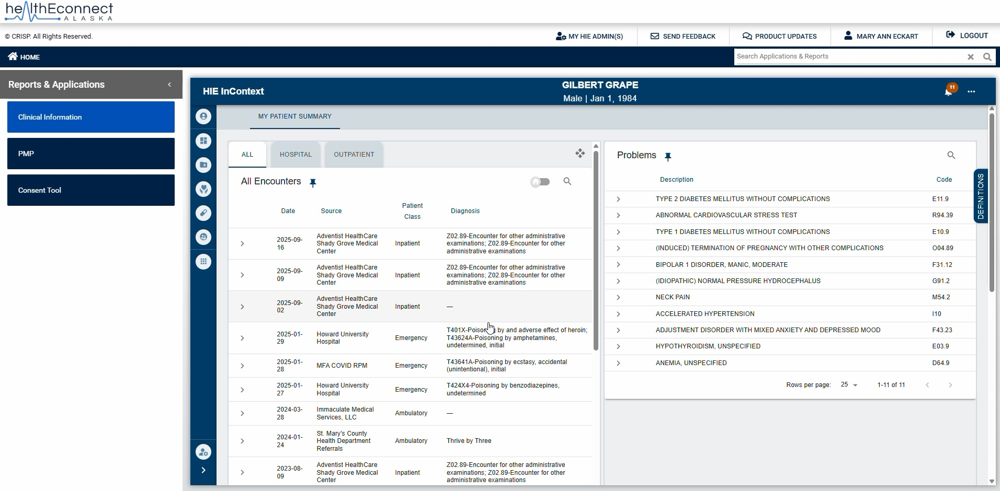 heAlthEconnect
ALASKA
© CRISP. All Rights Reserved.
MY HIE ADMIN(S)
SEND FEEDBACK
PRODUCT UPDATES
MARY ANN ECKART
LOGOUT
HOME
Search Applications & Reports
Reports & Applications
Clinical Information
PMP
Consent Tool
HIE InContext
GILBERT GRAPE
Male | Jan 1, 1984
11
MY PATIENT SUMMARY
ALL
HOSPITAL
OUTPATIENT
All Encounters
Date
Source
Patient
Class
Diagnosis
2025-09-
16
Adventist HealthCare
Shady Grove Medical
Center
Inpatient
Z02.89-Encounter for other administrative
examinations; Z02.89-Encounter for other
administrative examinations
2025-09-
09
Adventist HealthCare
Shady Grove Medical
Center
Inpatient
Z02.89-Encounter for other administrative
examinations; Z02.89-Encounter for other
administrative examinations
2025-09-
02
Adventist HealthCare
Shady Grove Medical
Center
Inpatient
—
2025-01-
29
Howard University
Hospital
Emergency
T401X-Poisoning by and adverse effect of heroin;
T43624A-Poisoning by amphetamines,
undetermined, initial
2025-01-
28
MFA COVID RPM
Emergency
T43641A-Poisoning by ecstasy, accidental
(unintentional), initial
2025-01-
27
Howard University
Hospital
Emergency
T424X4-Poisoning by benzodiazepines,
undetermined
2024-03-
28
Immaculate Medical
Services, LLC
Ambulatory
—
2024-01-
24
St. Mary's County
Health Department
Referrals
Ambulatory
Thrive by Three
2023-08-
09
Adventist HealthCare
Shady Grove Medical
Center
Inpatient
Z02.89-Encounter for other administrative
examinations; Z02.89-Encounter for other
administrative examinations
Problems
Description
Code
TYPE 2 DIABETES MELLITUS WITHOUT COMPLICATIONS
E11.9
ABNORMAL CARDIOVASCULAR STRESS TEST
R94.39
TYPE 1 DIABETES MELLITUS WITHOUT COMPLICATIONS
E10.9
(INDUCED) TERMINATION OF PREGNANCY WITH OTHER COMPLICATIONS
O04.89
BIPOLAR 1 DISORDER, MANIC, MODERATE
F31.12
(IDIOPATHIC) NORMAL PRESSURE HYDROCEPHALUS
G91.2
NECK PAIN
M54.2
ACCELERATED HYPERTENSION
I10
ADJUSTMENT DISORDER WITH MIXED ANXIETY AND DEPRESSED MOOD
F43.23
HYPOTHYROIDISM, UNSPECIFIED
E03.9
ANEMIA, UNSPECIFIED
D64.9
Rows per page:
25
1-11 of 11
DEFINITIONS